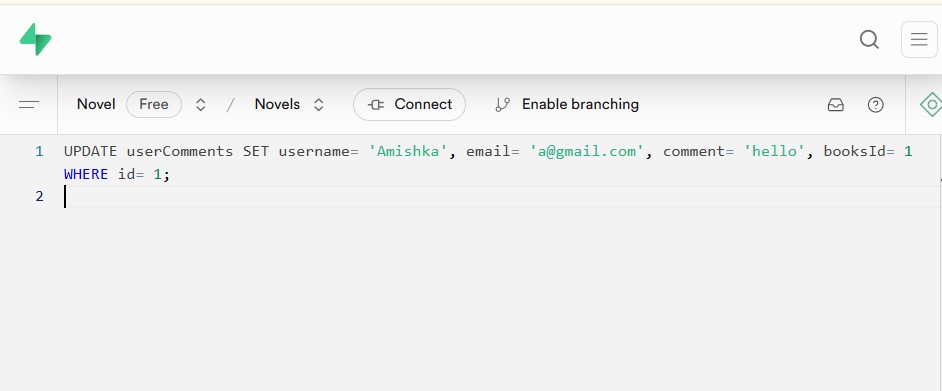 Novel Free / Novels Connect Enable branching
1 UPDATE userComments SET username= 'Amishka', email= 'a@gmail.com', comment= 'hello', booksId= 1
WHERE id= 1;
2